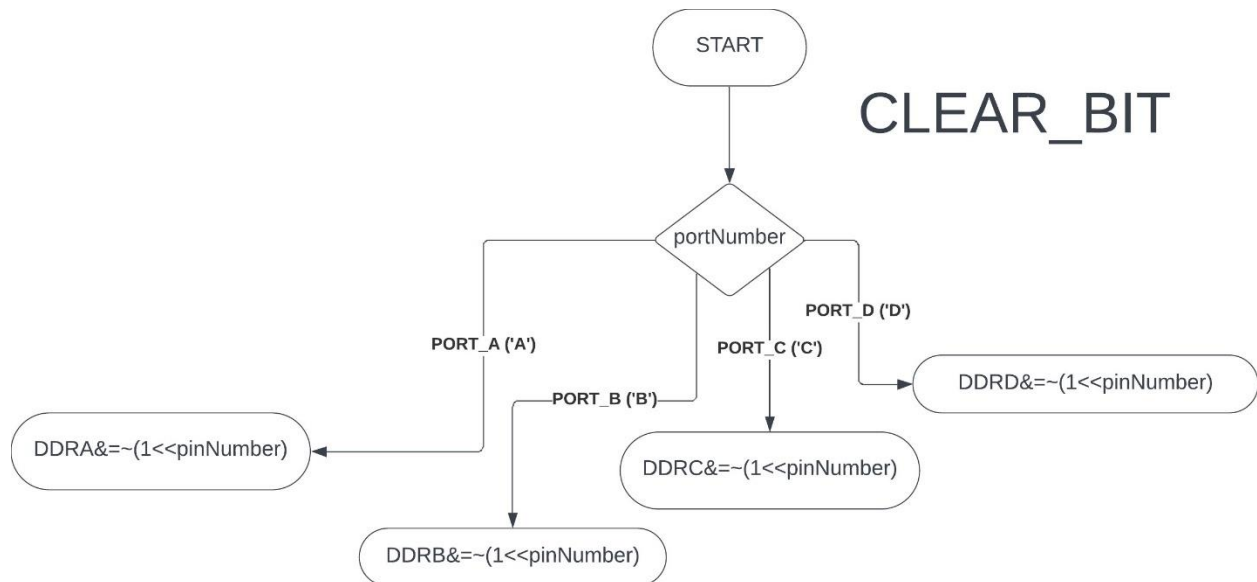 START
CLEAR_BIT
portNumber
PORT_D ('D')
PORT_A ('A')
PORT_C ('C')
DDRD&=~(1<<pinNumber)
PORT_B ('B')
DDRA&=~(1<<pinNumber)
DDRC&=~(1<<pinNumber)
DDRB&=~(1<<pinNumber)